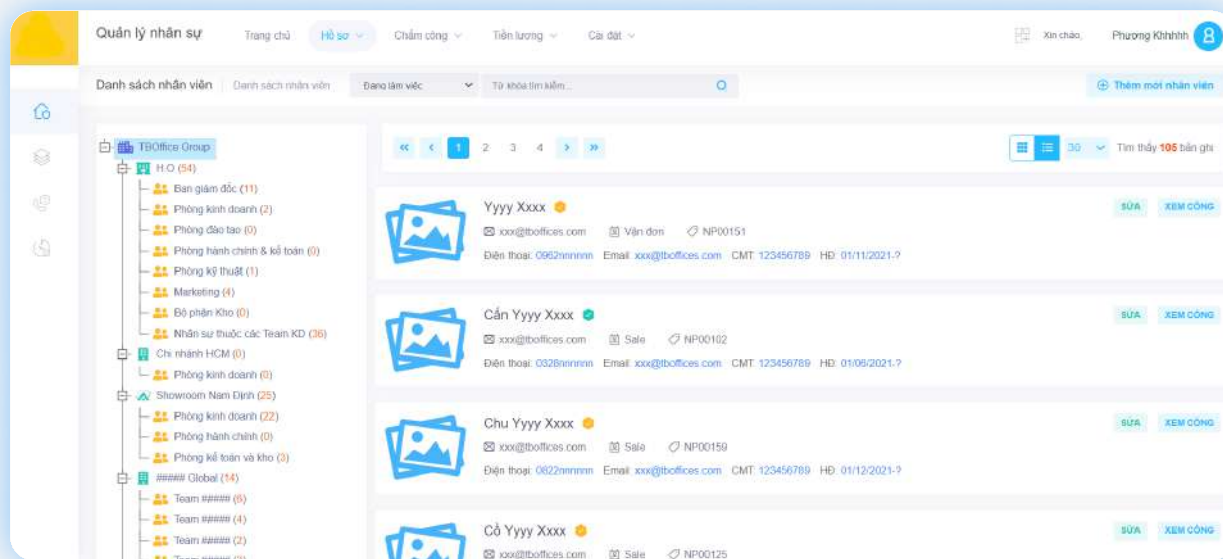 Quản lý nhân sự Trang chủ Hồ sơ Chấm công Tiền lương Cài đặt Xin chào, Phương Khhhhh
Danh sách nhân viên Danh sách nhân viên Đang làm việc Từ khóa tìm kiếm... Thêm mới nhân viên
TBOffice Group
H.O (54)
Ban giám đốc (11)
Phòng kinh doanh (2)
Phòng đào tạo (0)
Phòng hành chính & kế toán (0)
Phòng kỹ thuật (1)
Marketing (4)
Bộ phận Kho (0)
Nhân sự thuộc các Team KD (36)
Chi nhánh HCM (0)
Phòng kinh doanh (0)
Showroom Nam Định (25)
Phòng kinh doanh (22)
Phòng hành chính (0)
Phòng kế toán và kho (3)
##### Global (14)
Team ##### (6)
Team ##### (4)
Team ##### (2)
1 2 3 4 30 Tìm thấy 105 bản ghi
Yyyy Xxxx SỬA XEM CÔNG
xxx@tboffices.com Vận đơn NP00151
Điện thoại: 0962nnnnnn Email: xxx@tboffices.com CMT: 123456789 HĐ: 01/11/2021-?
Cấn Yyyy Xxxx SỬA XEM CÔNG
xxx@tboffices.com Sale NP00102
Điện thoại: 0328nnnnnn Email: xxx@tboffices.com CMT: 123456789 HĐ: 01/06/2021-?
Chu Yyyy Xxxx SỬA XEM CÔNG
xxx@tboffices.com Sale NP00159
Điện thoại: 0822nnnnnn Email: xxx@tboffices.com CMT: 123456789 HĐ: 01/12/2021-?
Cồ Yyyy Xxxx SỬA XEM CÔNG
xxx@tboffices.com Sale NP00125